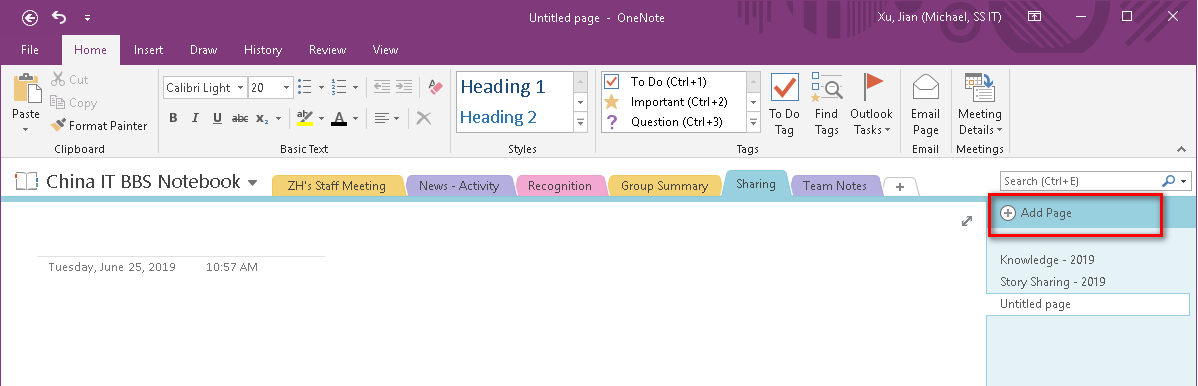 Untitled page - OneNote
Xu, Jian (Michael, SS IT)
File Home Insert Draw History Review View
Paste
Cut
Copy
Format Painter
Clipboard
Calibri Light 20
B I U abc x₂ ab A
Basic Text
Heading 1
Heading 2
Styles
To Do (Ctrl+1)
Important (Ctrl+2)
Question (Ctrl+3)
To Do Tag
Find Tags
Outlook Tasks
Tags
Email Page
Email
Meeting Details
Meetings
China IT BBS Notebook
ZH's Staff Meeting
News - Activity
Recognition
Group Summary
Sharing
Team Notes
Search (Ctrl+E)
Add Page
Tuesday, June 25, 2019 10:57 AM
Knowledge - 2019
Story Sharing - 2019
Untitled page